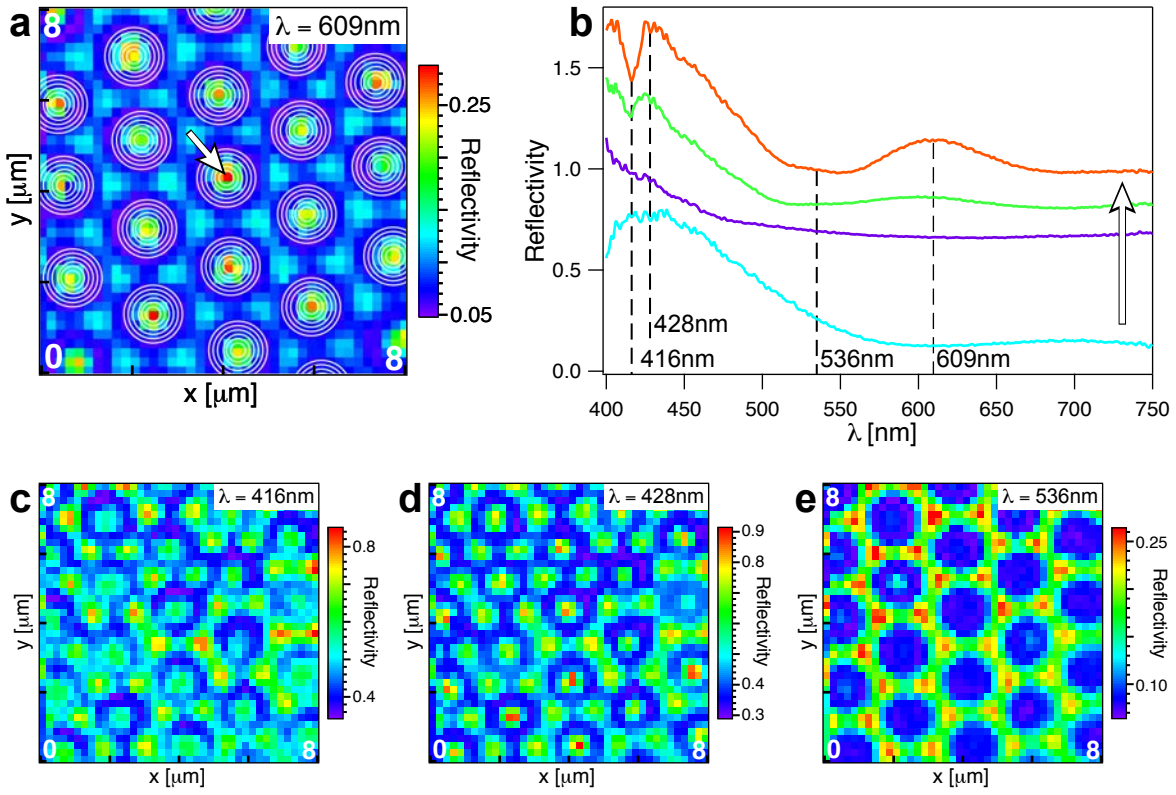 a
8
λ = 609nm
0.25
0.05
Reflectivity
y [μm]
0
8
x [μm]
b
1.5
1.0
0.5
0.0
Reflectivity
428nm
416nm
536nm
609nm
400
450
500
550
600
650
700
750
λ [nm]
c
8
λ = 416nm
0.8
0.4
Reflectivity
y [μm]
0
8
x [μm]
d
8
λ = 428nm
0.9
0.8
0.7
0.6
0.5
0.4
0.3
Reflectivity
y [μm]
0
8
x [μm]
e
8
λ = 536nm
0.25
0.10
Reflectivity
y [μm]
0
8
x [μm]